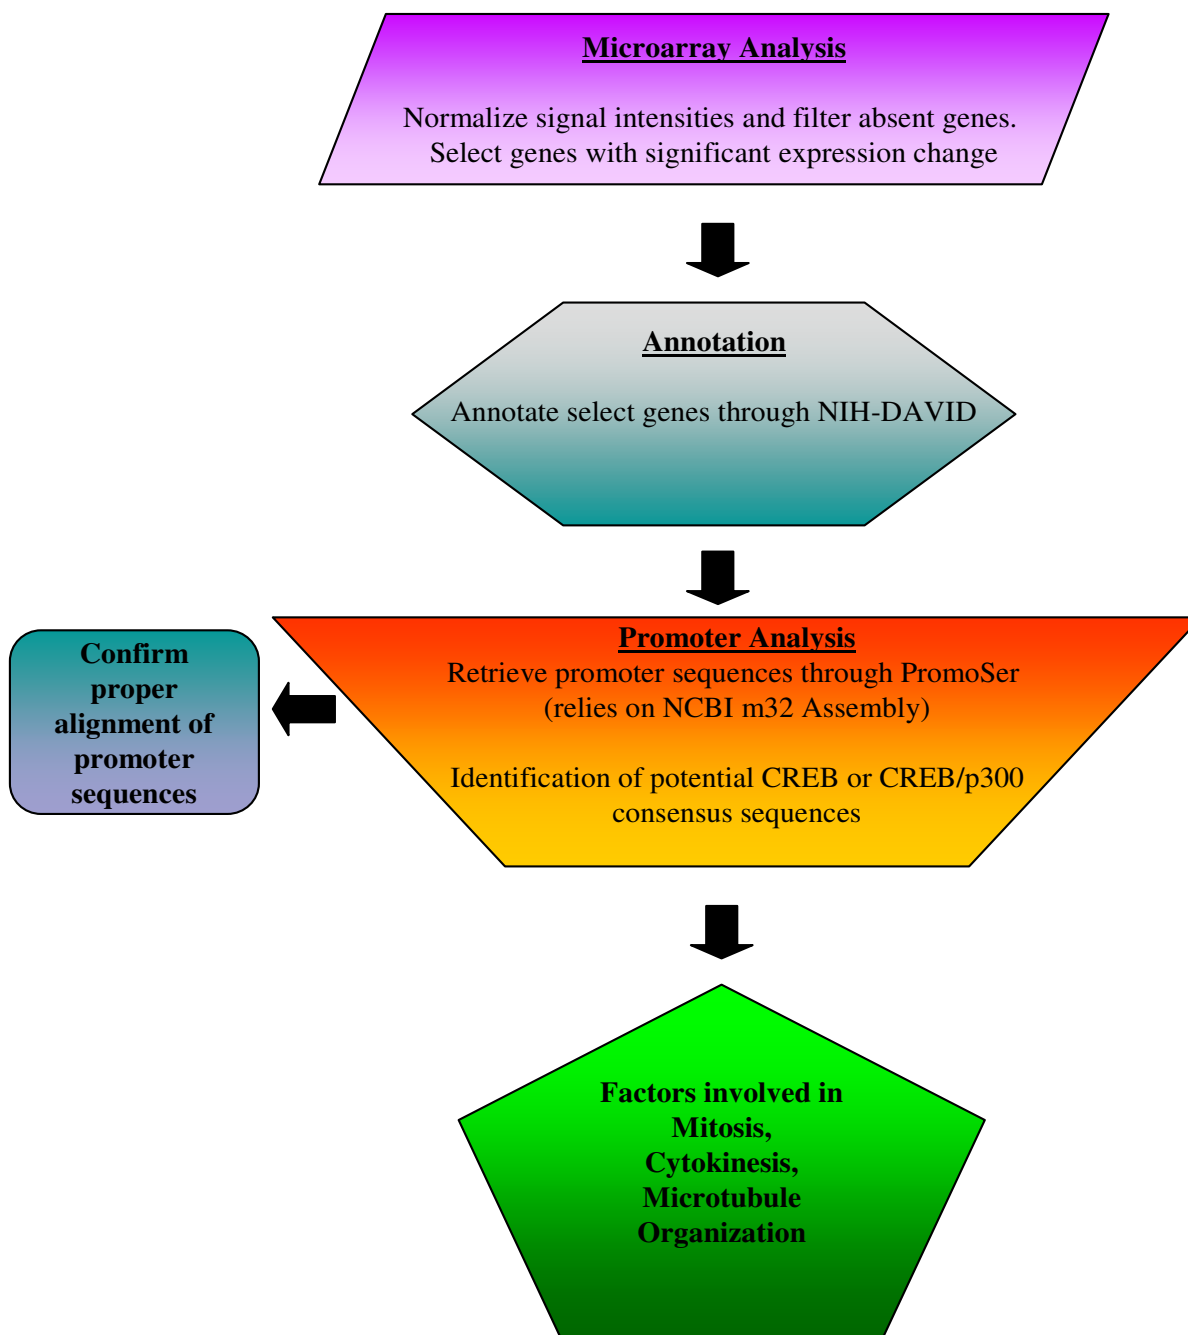 Microarray Analysis
Normalize signal intensities and filter absent genes.
Select genes with significant expression change
Annotation
Annotate select genes through NIH-DAVID
Promoter Analysis
Retrieve promoter sequences through PromoSer
(relies on NCBI m32 Assembly)
Identification of potential CREB or CREB/p300
consensus sequences
Confirm
proper
alignment of
promoter
sequences
Factors involved in
Mitosis,
Cytokinesis,
Microtubule
Organization